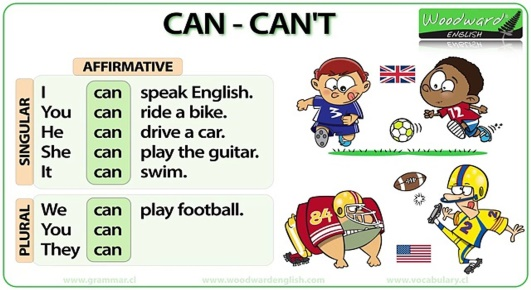 CAN - CAN'T
Woodward®
ENGLISH
AFFIRMATIVE
SINGULAR
I can speak English.
You can ride a bike.
He can drive a car.
She can play the guitar.
It can swim.
PLURAL
We can play football.
You can
They can
3
12
84
2
2
www.grammar.cl www.woodwardenglish.com www.vocabulary.cl